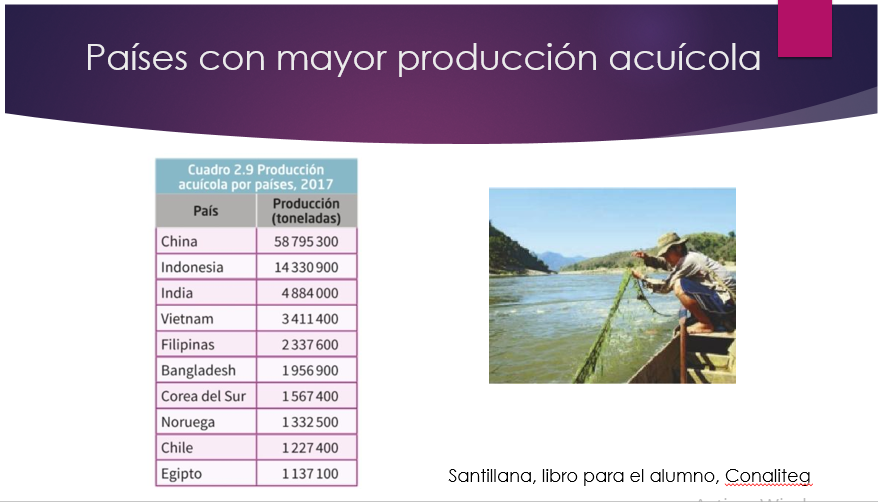 Países con mayor producción acuícola
Cuadro 2.9 Producción
acuícola por países, 2017
País Producción
(toneladas)
China 58 795 300
Indonesia 14 330 900
India 4 884 000
Vietnam 3 411 400
Filipinas 2 337 600
Bangladesh 1 956 900
Corea del Sur 1 567 400
Noruega 1 332 500
Chile 1 227 400
Egipto 1 137 100
Santillana, libro para el alumno, Conaliteg